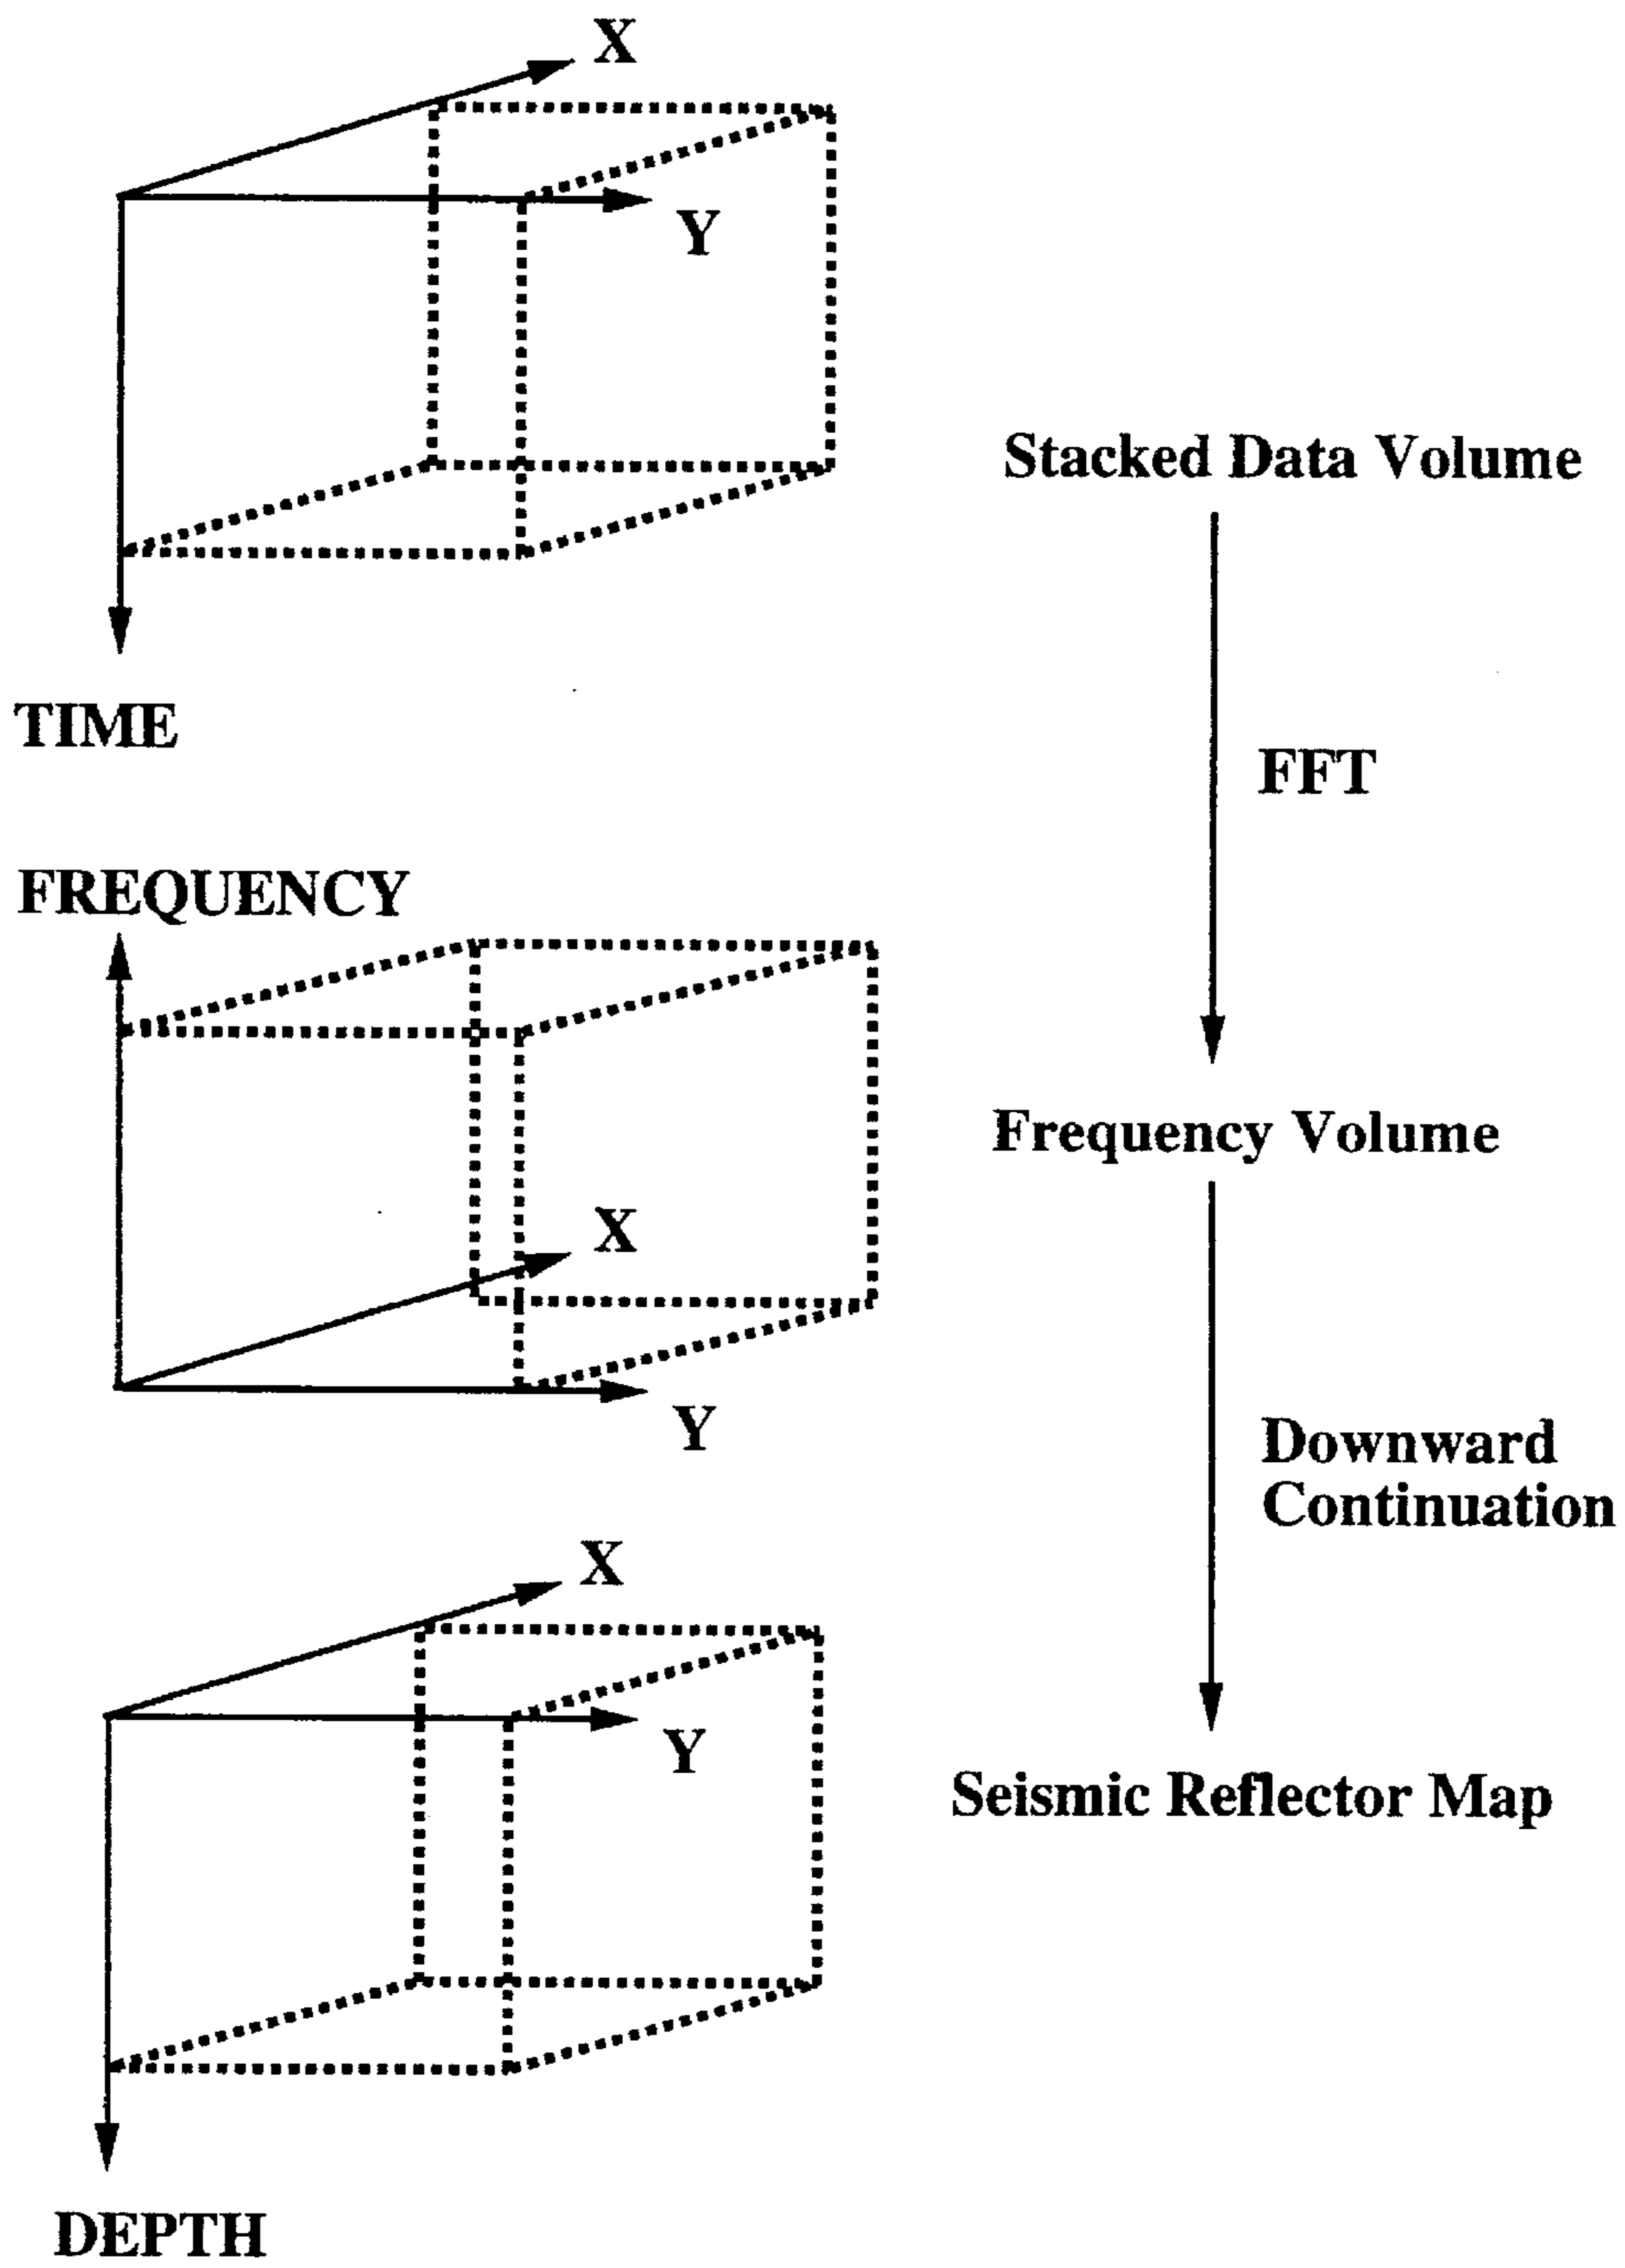 X
Y
Stacked Data Volume
TIME
FFT
FREQUENCY
Frequency Volume
X
Y
Downward
Continuation
X
Y
Seismic Reflector Map
DEPTH